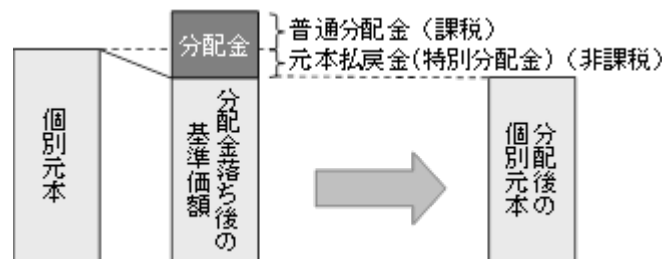 分配金
普通分配金（課税）
元本払戻金(特別分配金)（非課税）
個別元本
分配金落ち後の
基準価額
分配後の
個別元本